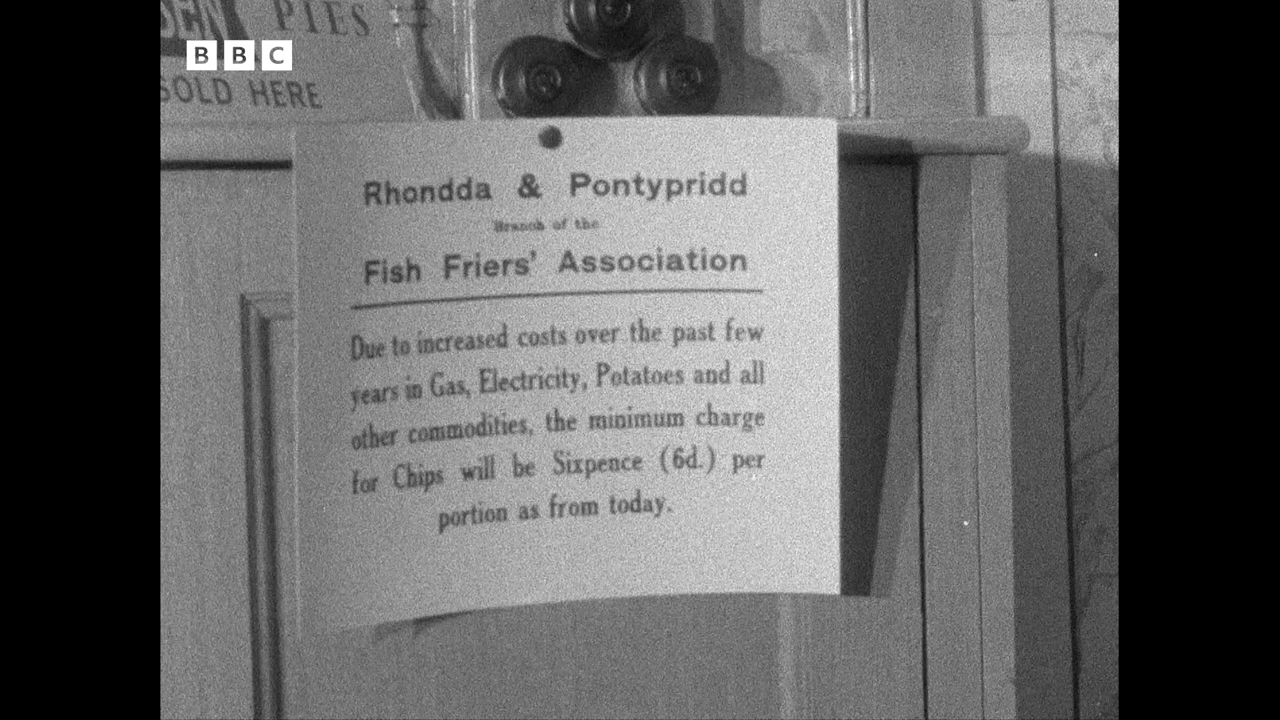 PIES
BBC
SOLD HERE
Rhondda & Pontypridd
Branch of the
Fish Friers' Association
Due to increased costs over the past few
years in Gas, Electricity, Potatoes and all
other commodities, the minimum charge
for Chips will be Sixpence (6d.) per
portion as from today.